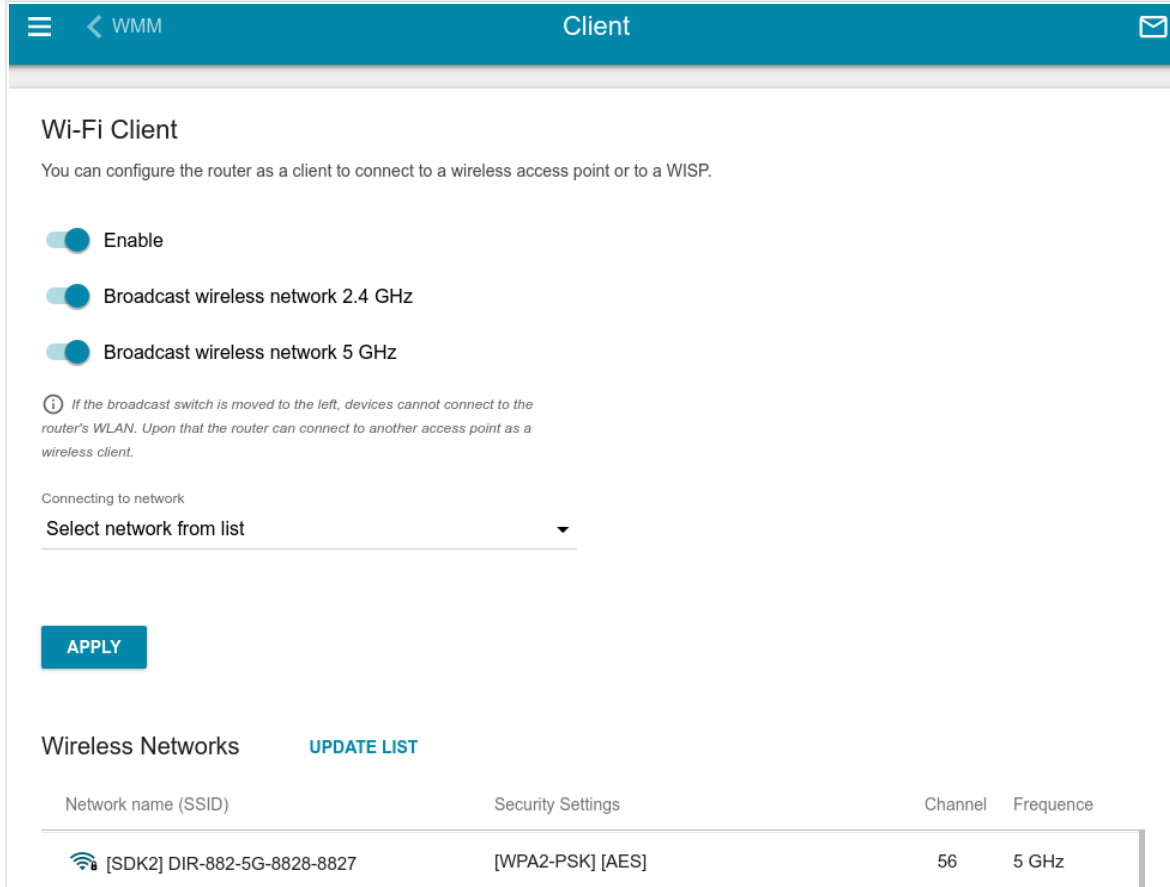 WMM
Client
Wi-Fi Client
You can configure the router as a client to connect to a wireless access point or to a WISP.
Enable
Broadcast wireless network 2.4 GHz
Broadcast wireless network 5 GHz
If the broadcast switch is moved to the left, devices cannot connect to the
router's WLAN. Upon that the router can connect to another access point as a
wireless client.
Connecting to network
Select network from list
APPLY
Wireless Networks UPDATE LIST
Network name (SSID) Security Settings Channel Frequence
[SDK2] DIR-882-5G-8828-8827 [WPA2-PSK] [AES] 56 5 GHz